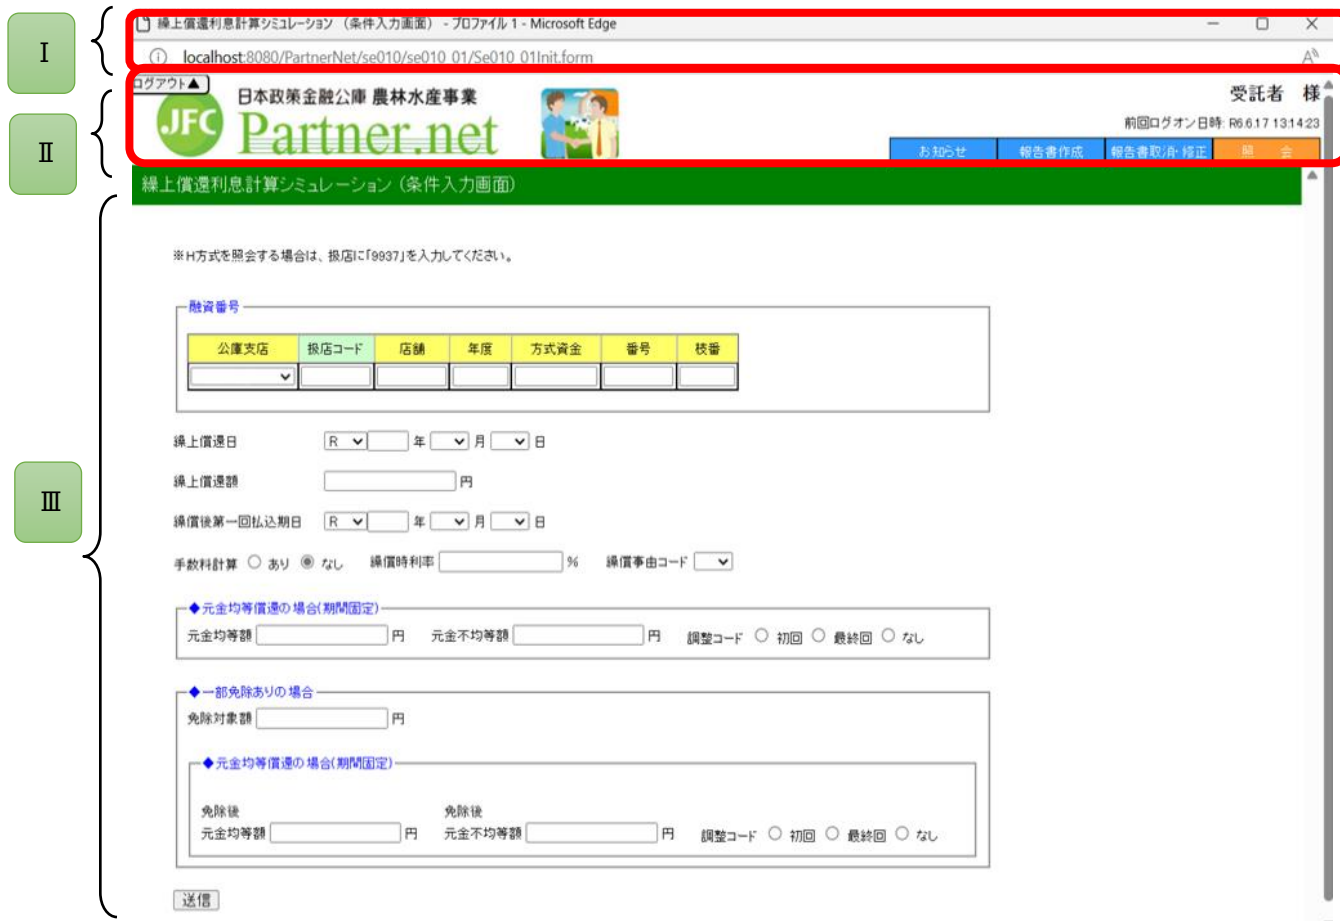 繰上償還利息計算シミュレーション （条件入力画面） - プロファイル 1 - Microsoft Edge
Ⅰ
localhost:8080/PartnerNet/se010/se010_01/Se010_01Init.form
ログアウト▲
JFC
日本政策金融公庫 農林水産事業
Partner.net
受託者 様
前回ログオン日時: R6.6.17 13:14:23
Ⅱ
お知らせ 報告書作成 報告書取消・修正 照 会
繰上償還利息計算シミュレーション（条件入力画面）
※H方式を照会する場合は、扱店に「9937」を入力してください。
融資番号
公庫支店 扱店コード 店舗 年度 方式資金 番号 枝番
繰上償還日 R 年 月 日
繰上償還額 円
Ⅲ
繰償後第一回払込期日 R 年 月 日
手数料計算 あり なし 繰償時利率 % 繰償事由コード
◆元金均等償還の場合(期間固定)
元金均等額 円 元金不均等額 円 調整コード 初回 最終回 なし
◆一部免除ありの場合
免除対象額 円
◆元金均等償還の場合(期間固定)
免除後 免除後
元金均等額 円 元金不均等額 円 調整コード 初回 最終回 なし
送信